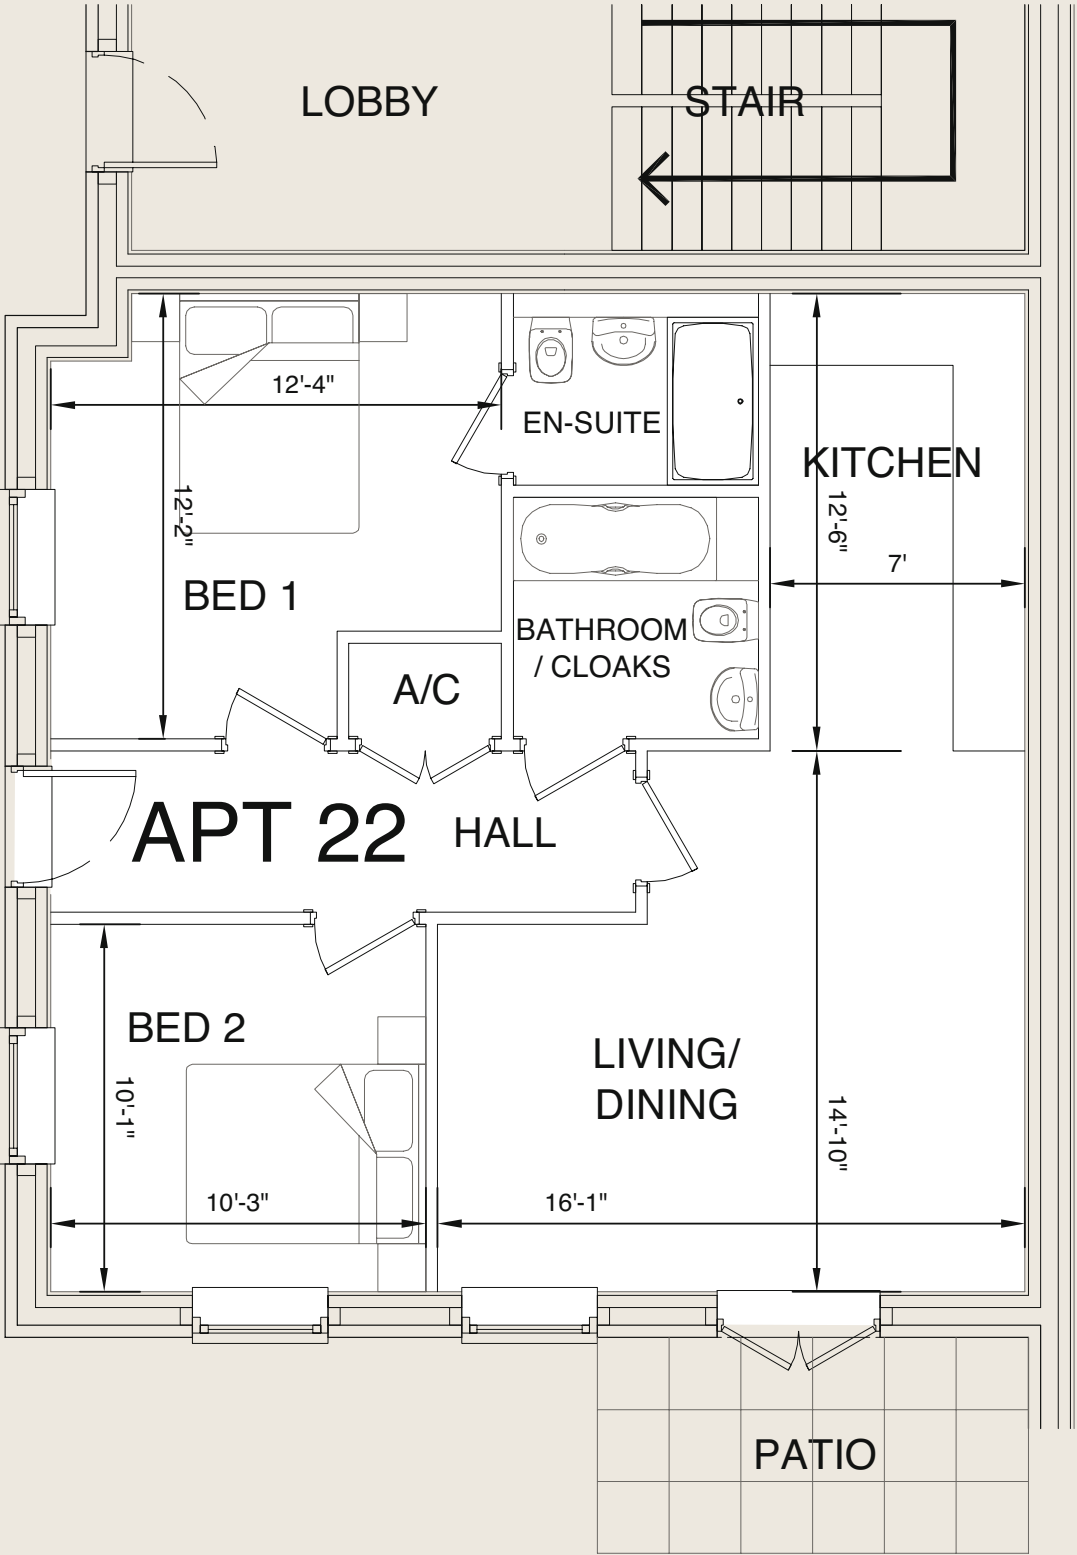 LOBBY
STAIR
12'-4"
EN-SUITE
KITCHEN
12'-2"
12'-6"
7'
BED 1
BATHROOM
/ CLOAKS
A/C
APT 22
HALL
BED 2
LIVING/
DINING
10'-1"
14'-10"
10'-3"
16'-1"
PATIO